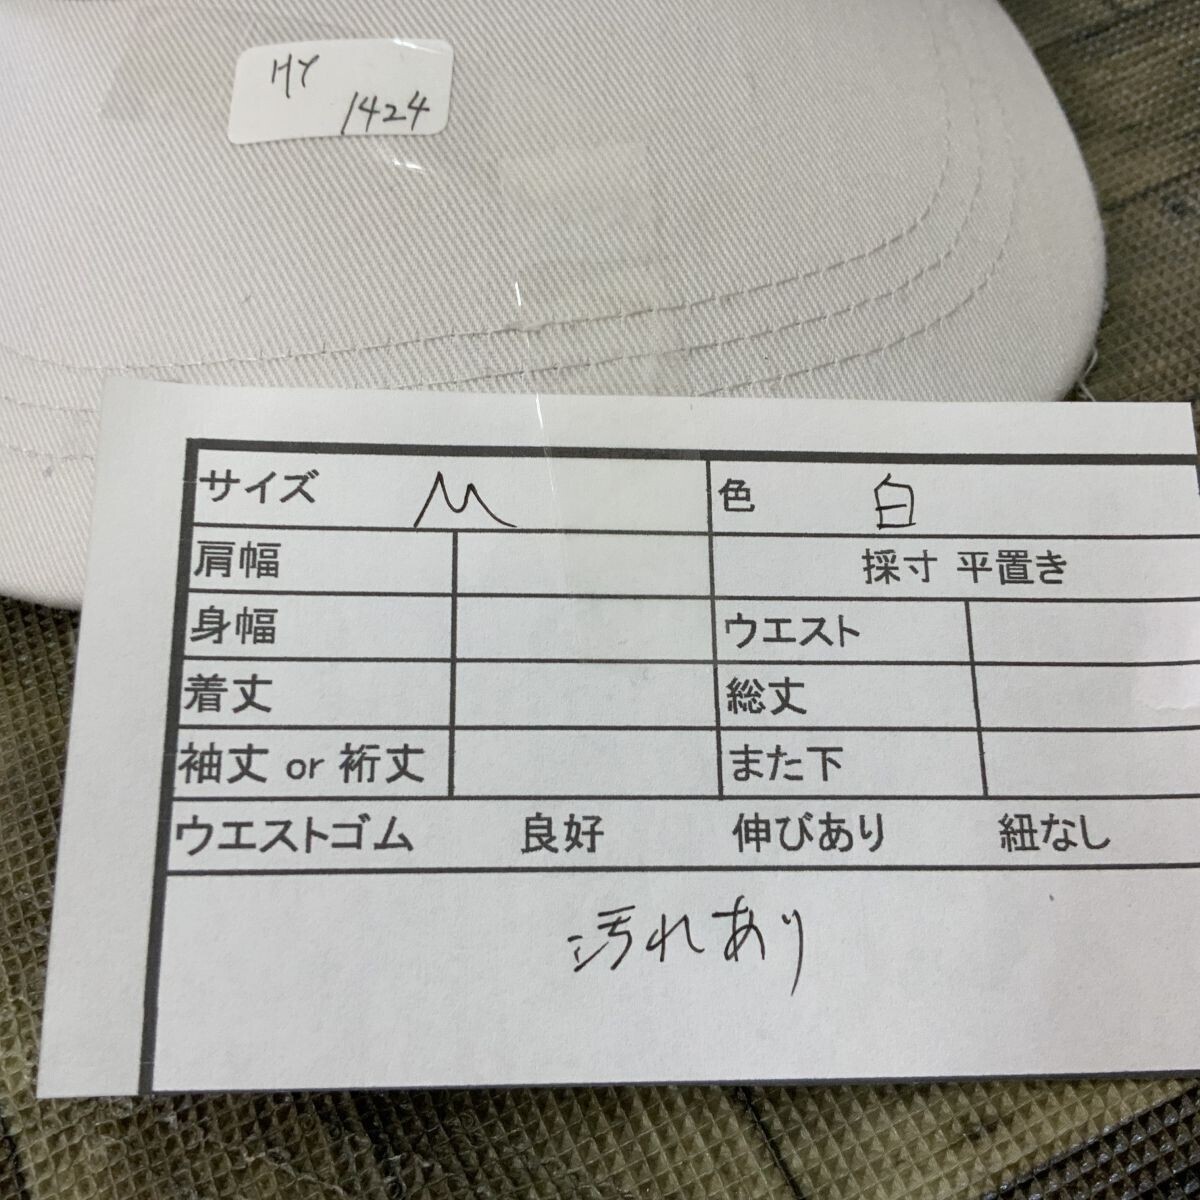 HY
1424
サイズ M 色 白
肩幅 採寸 平置き
身幅 ウエスト
着丈 総丈
袖丈 or 裄丈 また下
ウエストゴム 良好 伸びあり 紐なし
汚れあり